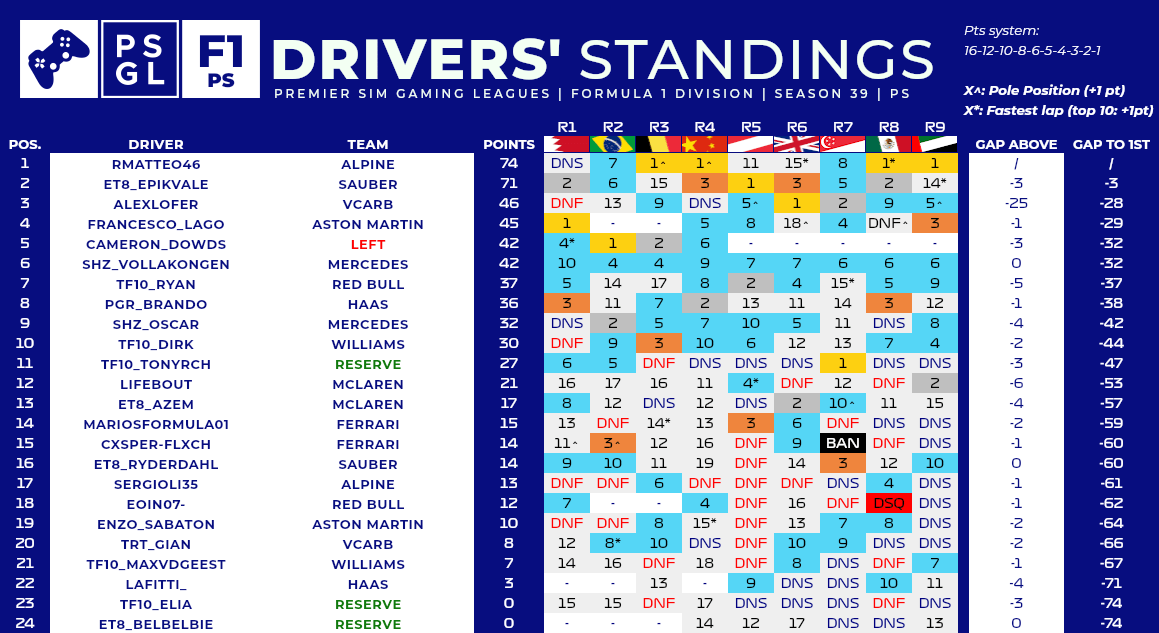 PS
GL
F1
PS
DRIVERS' STANDINGS
PREMIER SIM GAMING LEAGUES | FORMULA 1 DIVISION | SEASON 39 | PS
Pts system:
16-12-10-8-6-5-4-3-2-1
X^: Pole Position (+1 pt)
X*: Fastest lap (top 10: +1pt)
POS. DRIVER TEAM POINTS R1 R2 R3 R4 R5 R6 R7 R8 R9 GAP ABOVE GAP TO 1ST
1 RMATTEO46 ALPINE 74 DNS 7 1^ 1^ 11 15* 8 1* 1 / /
2 ET8_EPIKVALE SAUBER 71 2 6 15 3 1 3 5 2 14* -3 -3
3 ALEXLOFER VCARB 46 DNF 13 9 DNS 5^ 1 2 9 5^ -25 -28
4 FRANCESCO_LAGO ASTON MARTIN 45 1 - - 5 8 18^ 4 DNF^ 3 -1 -29
5 CAMERON_DOWDS LEFT 42 4* 1 2 6 - - - - - -3 -32
6 SHZ_VOLLAKONGEN MERCEDES 42 10 4 4 9 7 7 6 6 6 0 -32
7 TF10_RYAN RED BULL 37 5 14 17 8 2 4 15* 5 9 -5 -37
8 PGR_BRANDO HAAS 36 3 11 7 2 13 11 14 3 12 -1 -38
9 SHZ_OSCAR MERCEDES 32 DNS 2 5 7 10 5 11 DNS 8 -4 -42
10 TF10_DIRK WILLIAMS 30 DNF 9 3 10 6 12 13 7 4 -2 -44
11 TF10_TONYRCH RESERVE 27 6 5 DNF DNS DNS DNS 1 DNS DNS -3 -47
12 LIFEBOUT MCLAREN 21 16 17 16 11 4* DNF 12 DNF 2 -6 -53
13 ET8_AZEM MCLAREN 17 8 12 DNS 12 DNS 2 10^ 11 15 -4 -57
14 MARIOSFORMULA01 FERRARI 15 13 DNF 14* 13 3 6 DNF DNS DNS -2 -59
15 CXSPER-FLXCH FERRARI 14 11^ 3^ 12 16 DNF 9 BAN DNF DNS -1 -60
16 ET8_RYDERDAHL SAUBER 14 9 10 11 19 DNF 14 3 12 10 0 -60
17 SERGIOLI35 ALPINE 13 DNF DNF 6 DNF DNF DNF DNS 4 DNS -1 -61
18 EOIN07- RED BULL 12 7 - - 4 DNF 16 DNF DSQ DNS -1 -62
19 ENZO_SABATON ASTON MARTIN 10 DNF DNF 8 15* DNF 13 7 8 DNS -2 -64
20 TRT_GIAN VCARB 8 12 8* 10 DNS DNF 10 9 DNS DNS -2 -66
21 TF10_MAXVDGEEST WILLIAMS 7 14 16 DNF 18 DNF 8 DNS DNF 7 -1 -67
22 LAFITTI_ HAAS 3 - - 13 - 9 DNS DNS 10 11 -4 -71
23 TF10_ELIA RESERVE 0 15 15 DNF 17 DNS DNS DNS DNF DNS -3 -74
24 ET8_BELBELBIE RESERVE 0 - - - 14 12 17 DNS DNS 13 0 -74